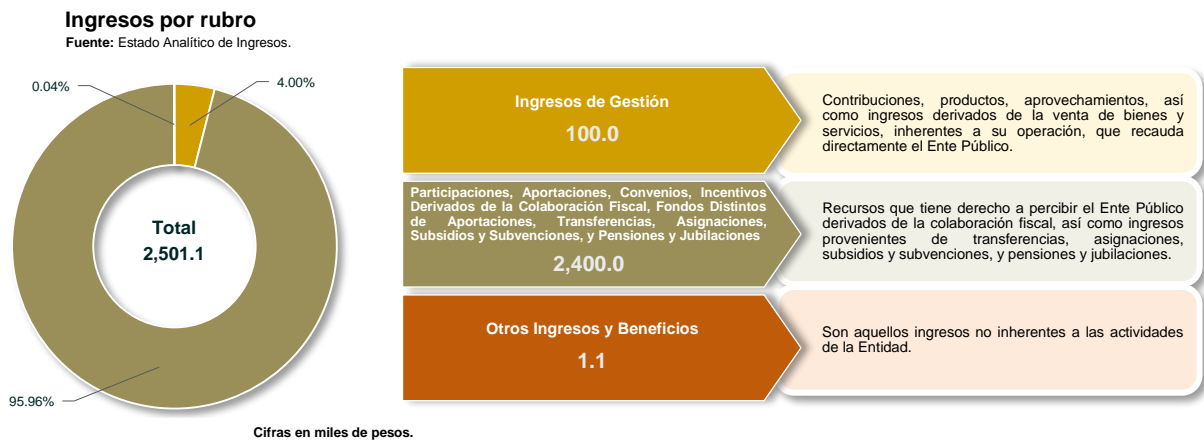 Ingresos por rubro
Fuente: Estado Analítico de Ingresos.
0.04%
4.00%
Total
2,501.1
95.96%
Ingresos de Gestión
100.0
Contribuciones, productos, aprovechamientos, así
como ingresos derivados de la venta de bienes y
servicios, inherentes a su operación, que recauda
directamente el Ente Público.
Participaciones, Aportaciones, Convenios, Incentivos
Derivados de la Colaboración Fiscal, Fondos Distintos
de Aportaciones, Transferencias, Asignaciones,
Subsidios y Subvenciones, y Pensiones y Jubilaciones
2,400.0
Recursos que tiene derecho a percibir el Ente Público
derivados de la colaboración fiscal, así como ingresos
provenientes de transferencias, asignaciones,
subsidios y subvenciones, y pensiones y jubilaciones.
Otros Ingresos y Beneficios
1.1
Son aquellos ingresos no inherentes a las actividades
de la Entidad.
Cifras en miles de pesos.